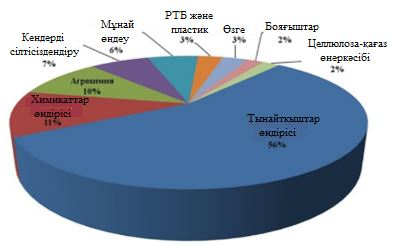 Кендерді
сілтісіздендіру
7%
Мұнай
өңдеу
6%
РТБ және
пластик
3%
Өзге
3%
Бояғыштар
2%
Целлюлоза-қағаз
өнеркәсібі
2%
Агрохимия
10%
Химикаттар
өндірісі
11%
Тыңайтқыштар
өндірісі
56%